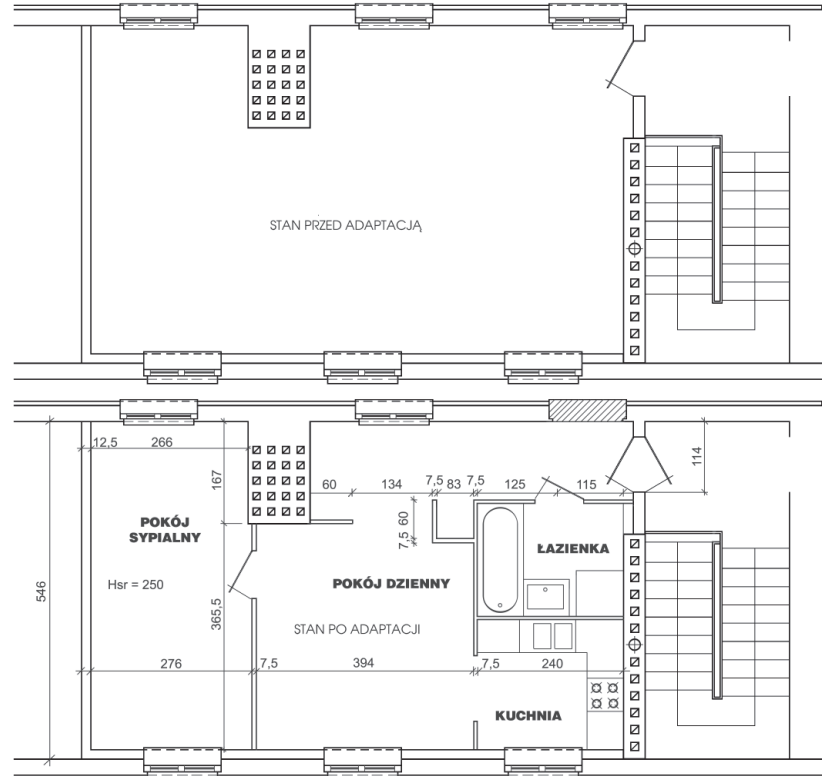 STAN PRZED ADAPTACJĄ
12,5 266
167
114
60 134 7,5 83 7,5 125 115
60
7,5
POKÓJ
SYPIALNY
ŁAZIENKA
Hsr = 250
POKÓJ DZIENNY
546
365,5
STAN PO ADAPTACJI
276 7,5 394 7,5 240
KUCHNIA